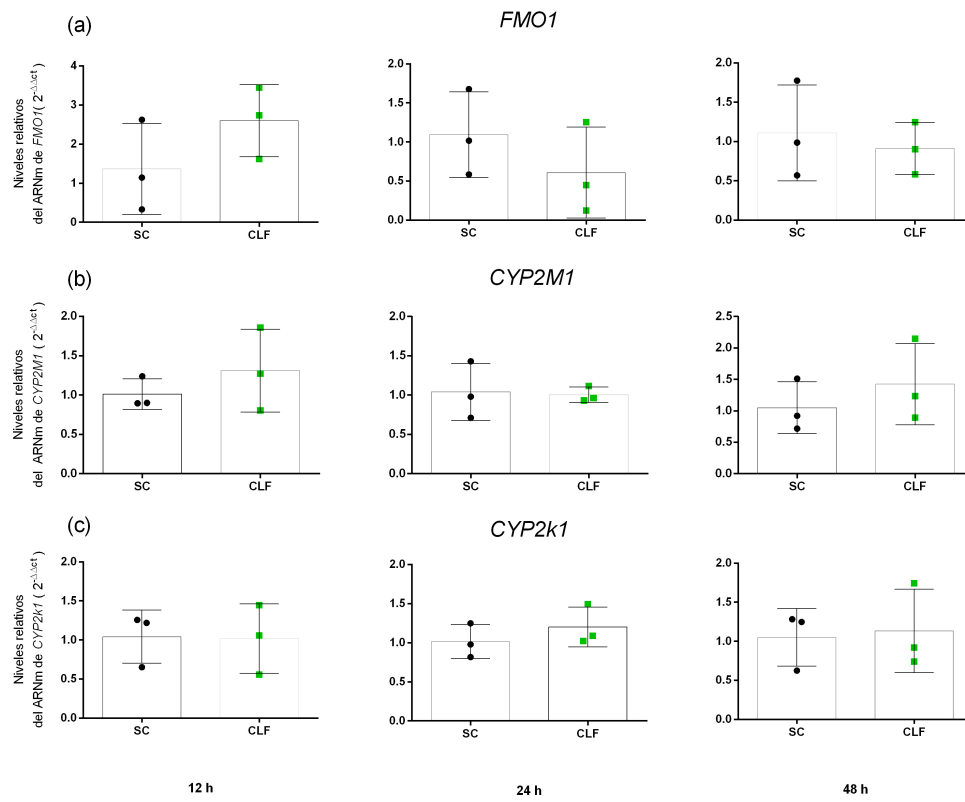 (a)
FMO1
Niveles relativos
del ARNm de FMO1( 2-ΔΔct )
4
3
2
1
0
SC
CLF
2.0
1.5
1.0
0.5
0.0
SC
CLF
2.0
1.5
1.0
0.5
0.0
SC
CLF
(b)
CYP2M1
Niveles relativos
del ARNm de CYP2M1 ( 2-ΔΔct )
2.0
1.5
1.0
0.5
0.0
SC
CLF
2.0
1.5
1.0
0.5
0.0
SC
CLF
2.5
2.0
1.5
1.0
0.5
0.0
SC
CLF
(c)
CYP2k1
Niveles relativos
del ARNm de CYP2k1 ( 2-ΔΔct )
2.0
1.5
1.0
0.5
0.0
SC
CLF
2.0
1.5
1.0
0.5
0.0
SC
CLF
2.0
1.5
1.0
0.5
0.0
SC
CLF
12 h
24 h
48 h